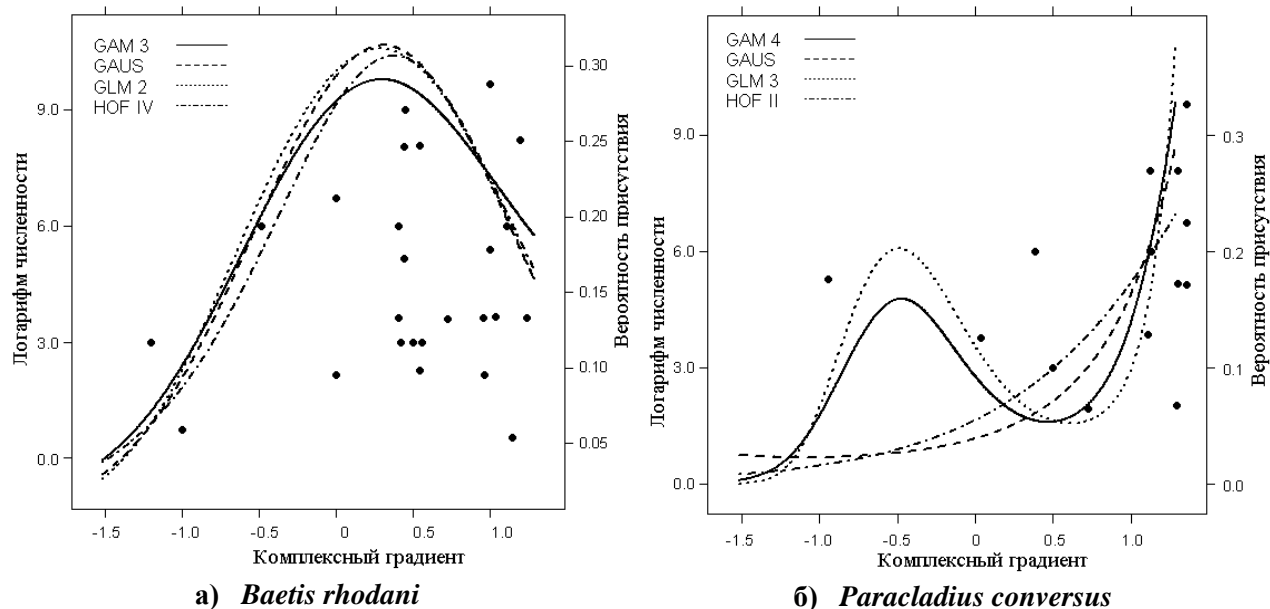 GAM 3
GAUS
GLM 2
HOF IV
Логарифм численности
9.0
6.0
3.0
0.0
0.30
0.25
0.20
0.15
0.10
0.05
Вероятность присутствия
-1.5
-1.0
-0.5
0
0.5
1.0
Комплексный градиент
а) Baetis rhodani
GAM 4
GAUS
GLM 3
HOF II
Логарифм численности
9.0
6.0
3.0
0.0
0.3
0.2
0.1
0.0
Вероятность присутствия
-1.5
-1.0
-0.5
0
0.5
1.0
Комплексный градиент
б) Paracladius conversus